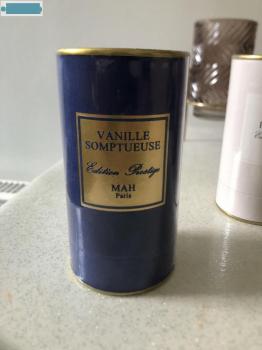 VANILLE
SOMPTUEUSE
Edition Prestige
MAH
Paris